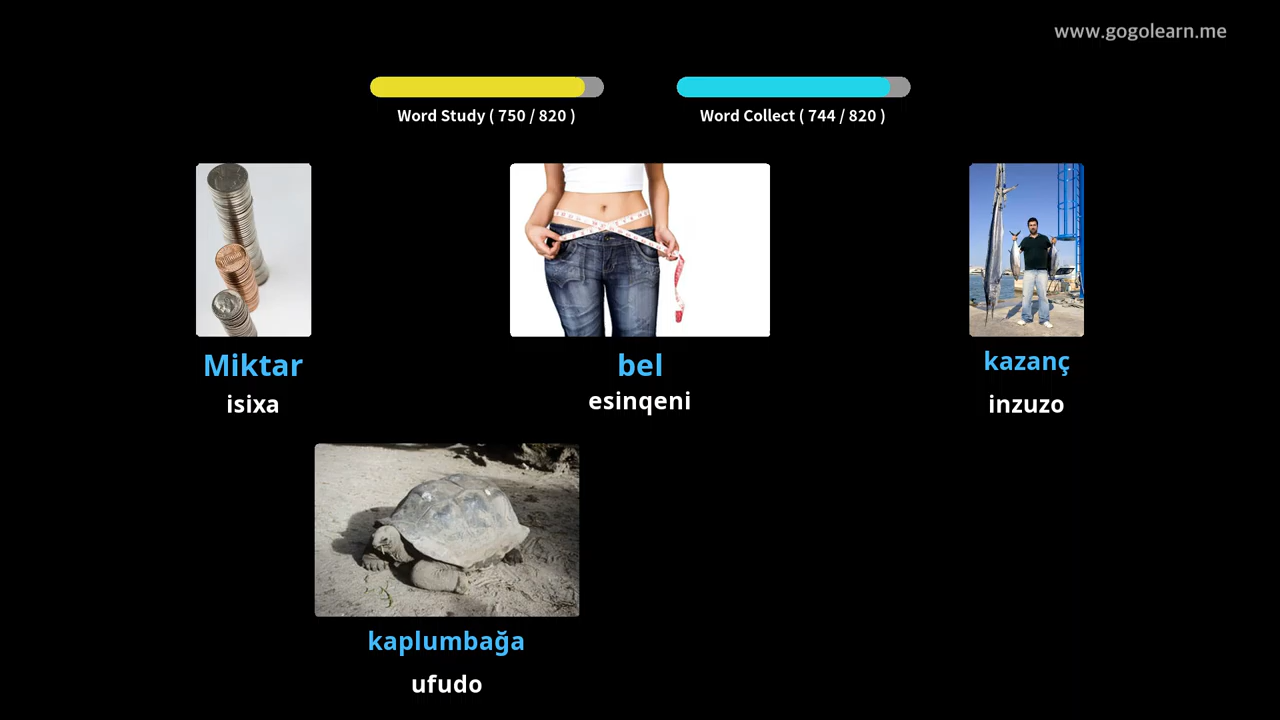 www.gogolearn.me
Word Study ( 750 / 820 )
Word Collect ( 744 / 820 )
Miktar
isixa
bel
esinqeni
kazanç
inzuzo
kaplumbağa
ufudo